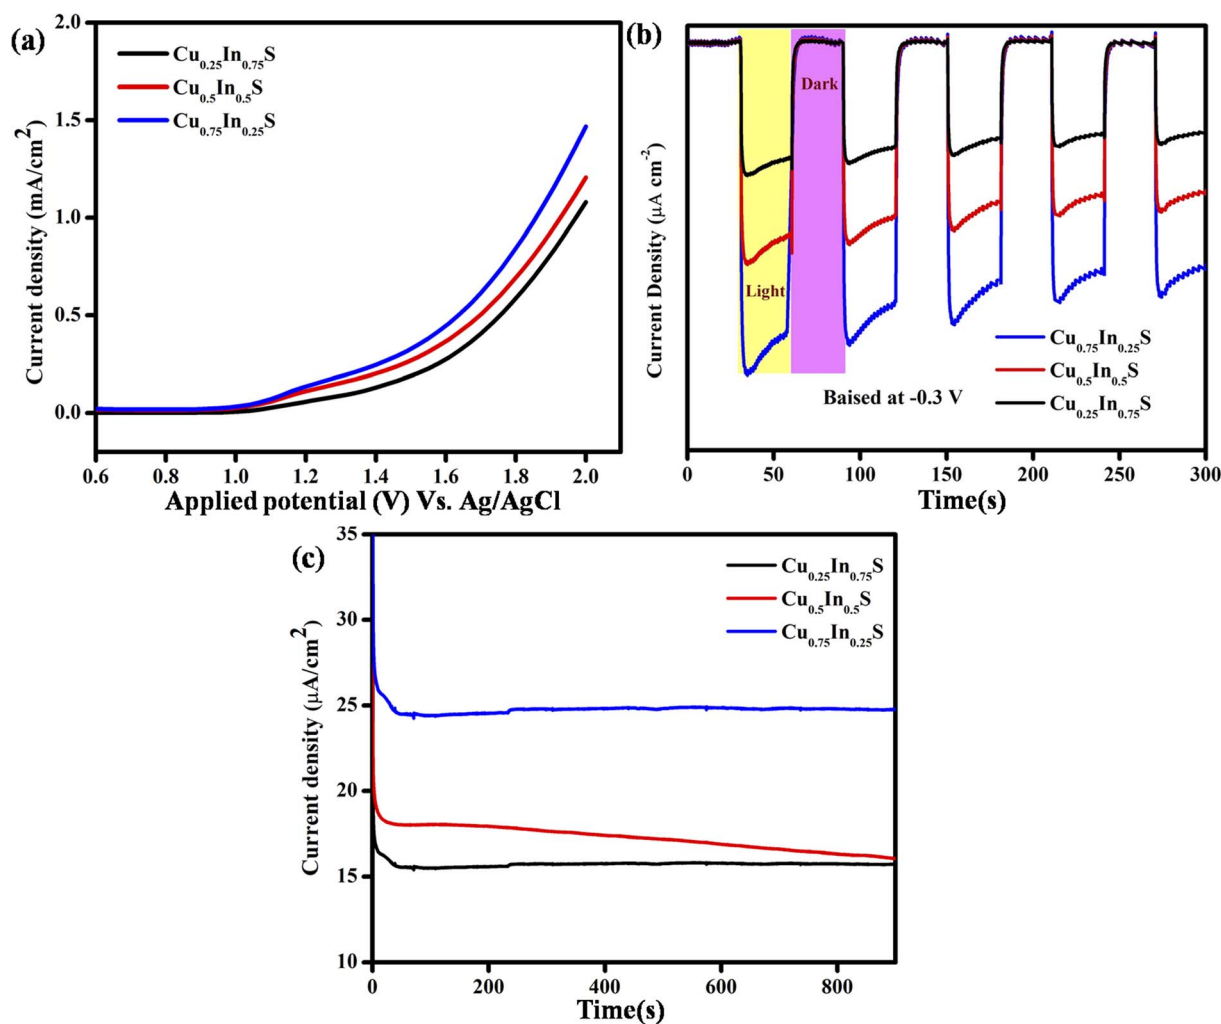 (a)
2.0
1.5
1.0
0.5
0.0
Current density (mA/cm²)
Cu₀.₂₅In₀.₇₅S
Cu₀.₅In₀.₅S
Cu₀.₇₅In₀.₂₅S
0.6 0.8 1.0 1.2 1.4 1.6 1.8 2.0
Applied potential (V) Vs. Ag/AgCl
(b)
Current Density (μA cm⁻²)
Dark
Light
Cu₀.₇₅In₀.₂₅S
Cu₀.₅In₀.₅S
Cu₀.₂₅In₀.₇₅S
Baised at -0.3 V
0 50 100 150 200 250 300
Time(s)
(c)
35
30
25
20
15
10
Current density (μA/cm²)
Cu₀.₂₅In₀.₇₅S
Cu₀.₅In₀.₅S
Cu₀.₇₅In₀.₂₅S
0 200 400 600 800
Time(s)